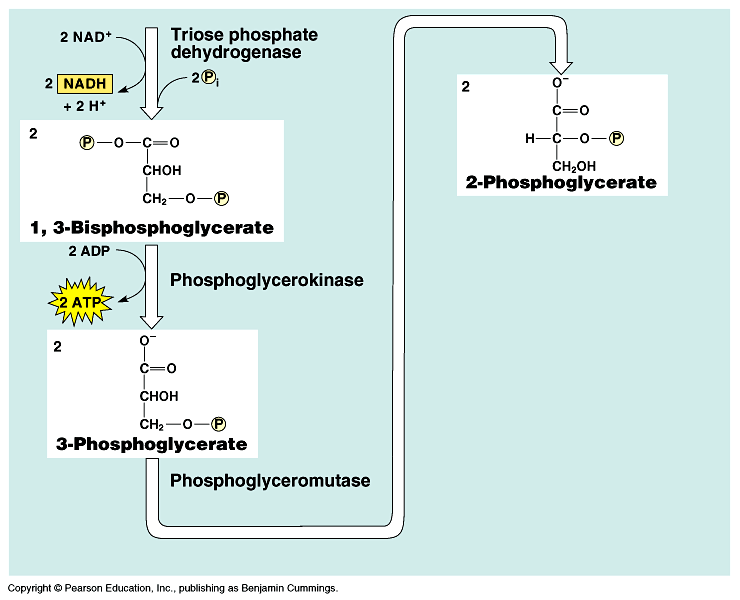 2 NAD+
Triose phosphate
dehydrogenase
2 NADH
+ 2 H+
2 Pi
2
P—O—C=O
CHOH
CH₂—O—P
1, 3-Bisphosphoglycerate
2 ADP
Phosphoglycerokinase
2 ATP
2
O−
C=O
CHOH
CH₂—O—P
3-Phosphoglycerate
Phosphoglyceromutase
2
O−
C=O
H—C—O—P
CH₂OH
2-Phosphoglycerate
Copyright © Pearson Education, Inc., publishing as Benjamin Cummings.